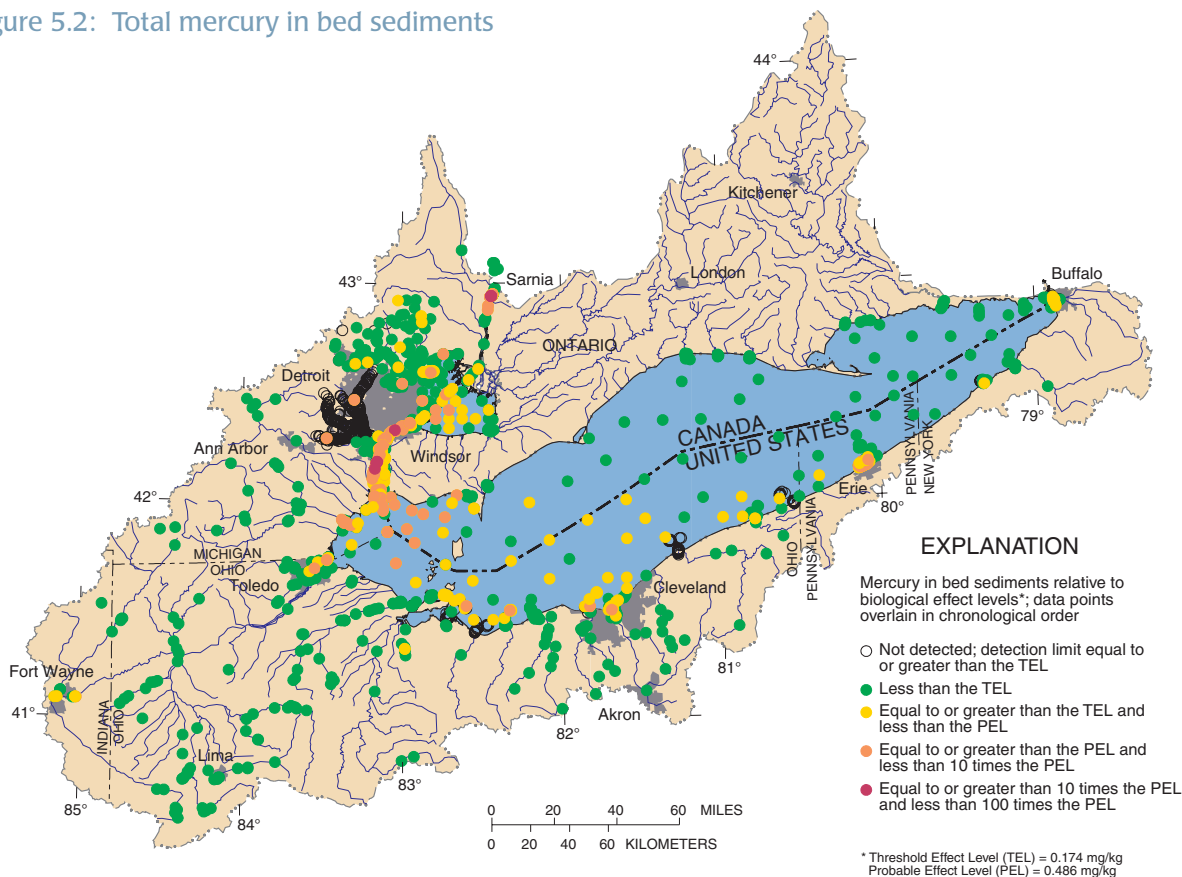 gure 5.2: Total mercury in bed sediments
44°
Kitchener
43°
Sarnia
London
Buffalo
ONTARIO
Detroit
79°
CANADA
UNITED STATES
PENNSYLVANIA
NEW YORK
Ann Arbor
Windsor
Erie
80°
42°
OHIO
PENNSYLVANIA
MICHIGAN
OHIO
Toledo
Cleveland
81°
Fort Wayne
41°
Akron
INDIANA
OHIO
82°
Lima
83°
85°
84°
0 20 40 60 MILES
0 20 40 60 KILOMETERS
EXPLANATION
Mercury in bed sediments relative to
biological effect levels*; data points
overlain in chronological order
Not detected; detection limit equal to
or greater than the TEL
Less than the TEL
Equal to or greater than the TEL and
less than the PEL
Equal to or greater than the PEL and
less than 10 times the PEL
Equal to or greater than 10 times the PEL
and less than 100 times the PEL
* Threshold Effect Level (TEL) = 0.174 mg/kg
Probable Effect Level (PEL) = 0.486 mg/kg